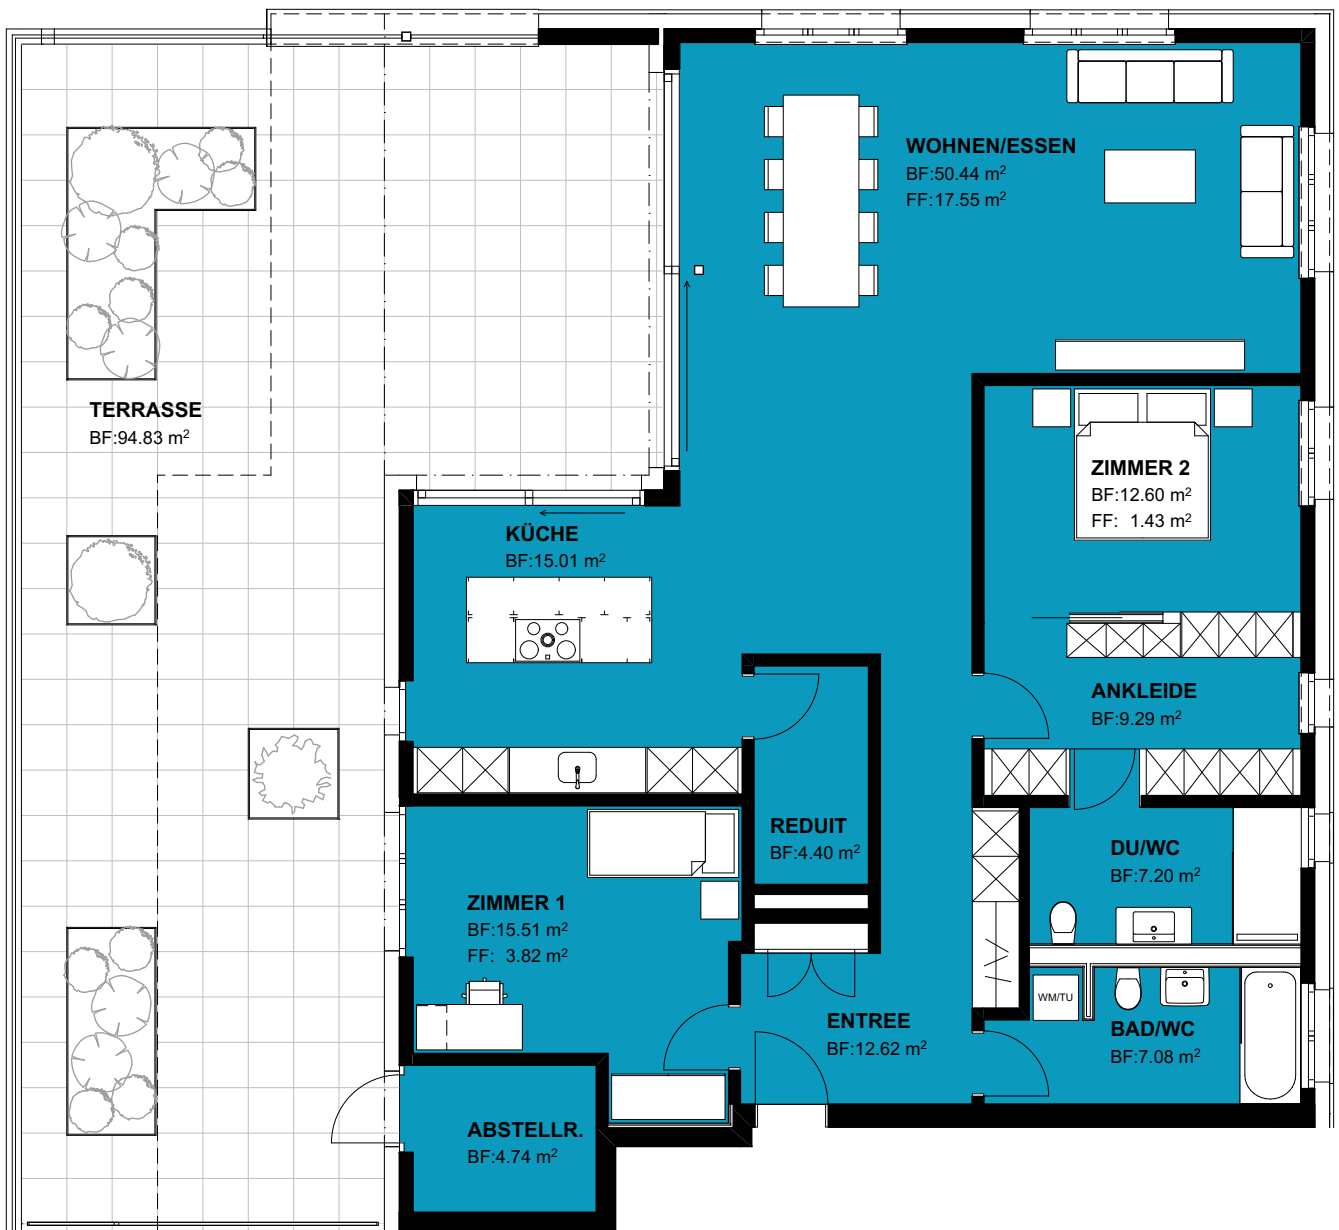 WOHNEN/ESSEN
BF:50.44 m²
FF:17.55 m²
TERRASSE
BF:94.83 m²
ZIMMER 2
BF:12.60 m²
FF: 1.43 m²
KÜCHE
BF:15.01 m²
ANKLEIDE
BF:9.29 m²
REDUIT
BF:4.40 m²
DU/WC
BF:7.20 m²
ZIMMER 1
BF:15.51 m²
FF: 3.82 m²
WM/TU
ENTREE
BF:12.62 m²
BAD/WC
BF:7.08 m²
ABSTELLR.
BF:4.74 m²